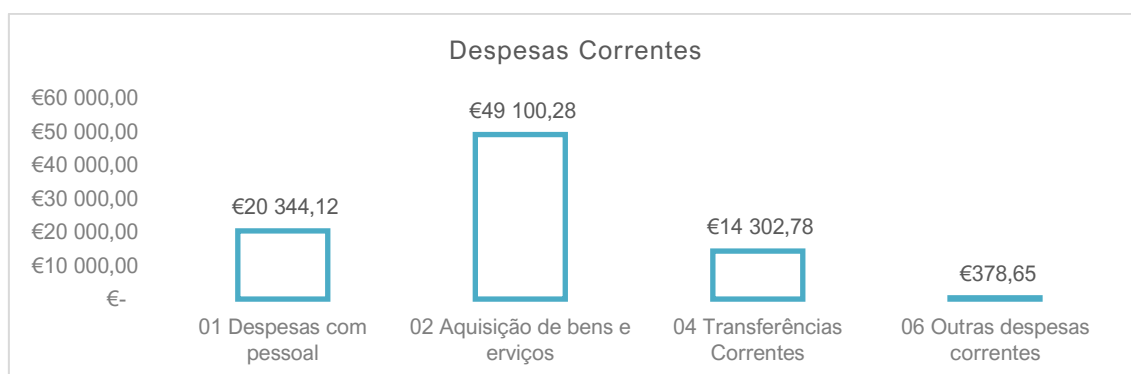 Despesas Correntes
€60 000,00
€50 000,00
€40 000,00
€30 000,00
€20 000,00
€10 000,00
€-
€20 344,12
€49 100,28
€14 302,78
€378,65
01 Despesas com
pessoal
02 Aquisição de bens e
erviços
04 Transferências
Correntes
06 Outras despesas
correntes